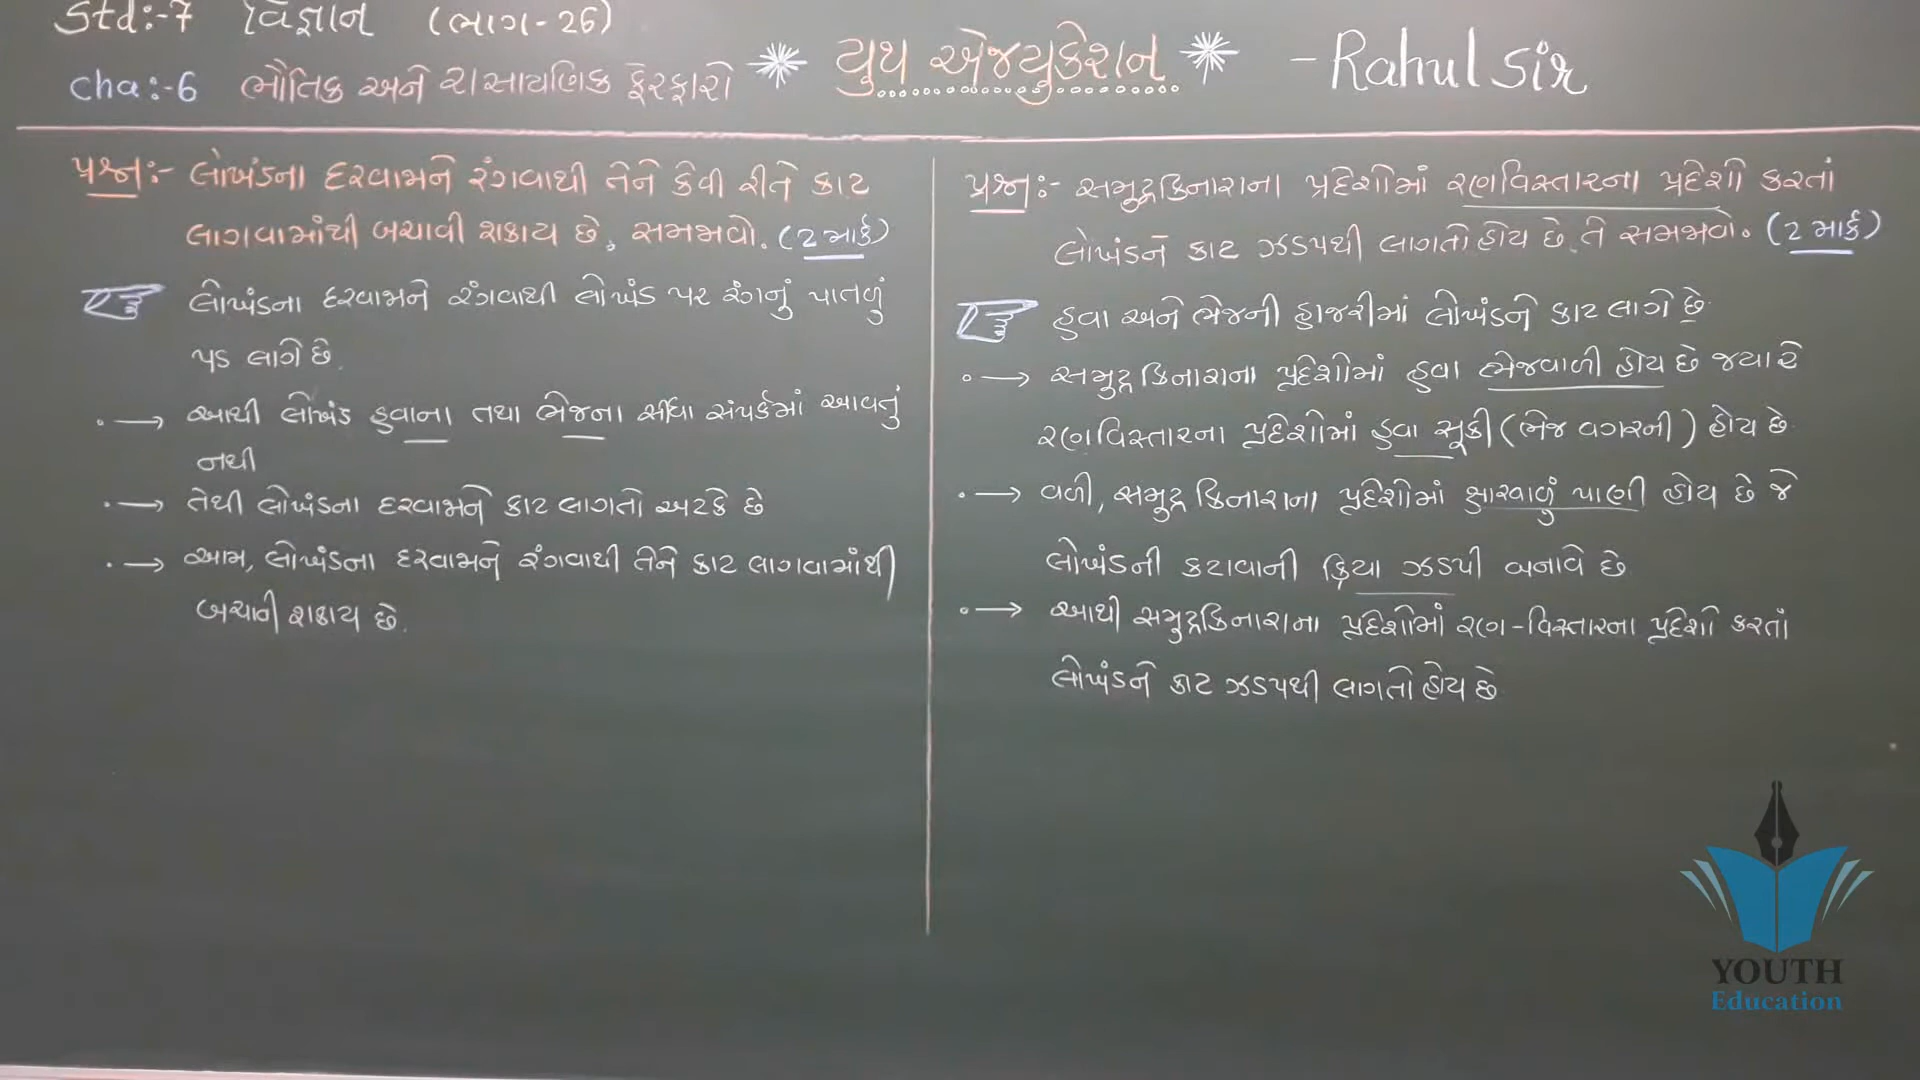 Std:-7 વિજ્ઞાન (ભાગ-26)
cha:-6 ભૌતિક અને રાસાયણિક ફેરફારો
યુથ એજયુકેશન
- Rahul Sir
પ્રશ્ન:- લોખંડના દરવાજાને રંગવાથી તેને કેવી રીતે કાટ
લાગવામાંથી બચાવી શકાય છે, સમજાવો. (2 માર્ક)
લોખંડના દરવાજાને રંગવાથી લોખંડ પર રંગનું પાતળું
પડ લાગે છે.
આથી લોખંડ હવાના તથા ભેજના સીધા સંપર્કમાં આવતું
નથી
તેથી લોખંડના દરવાજાને કાટ લાગતો અટકે છે
આમ, લોખંડના દરવાજાને રંગવાથી તેને કાટ લાગવામાંથી
બચાવી શકાય છે.
પ્રશ્ન:- સમુદ્રકિનારાના પ્રદેશોમાં રણવિસ્તારના પ્રદેશો કરતાં
લોખંડને કાટ ઝડપથી લાગતો હોય છે. તે સમજાવો. (2 માર્ક)
હવા અને ભેજની હાજરીમાં લોખંડને કાટ લાગે છે.
સમુદ્રકિનારાના પ્રદેશોમાં હવા ભેજવાળી હોય છે જયારે
રણવિસ્તારના પ્રદેશોમાં હવા સૂકી (ભેજ વગરની) હોય છે.
વળી, સમુદ્ર કિનારાના પ્રદેશોમાં ક્ષારવાળું પાણી હોય છે જે
લોખંડની કટાવાની ક્રિયા ઝડપી બનાવે છે
આથી સમુદ્રકિનારાના પ્રદેશોમાં રણ-વિસ્તારના પ્રદેશો કરતાં
લોખંડને કાટ ઝડપથી લાગતો હોય છે
YOUTH
Education